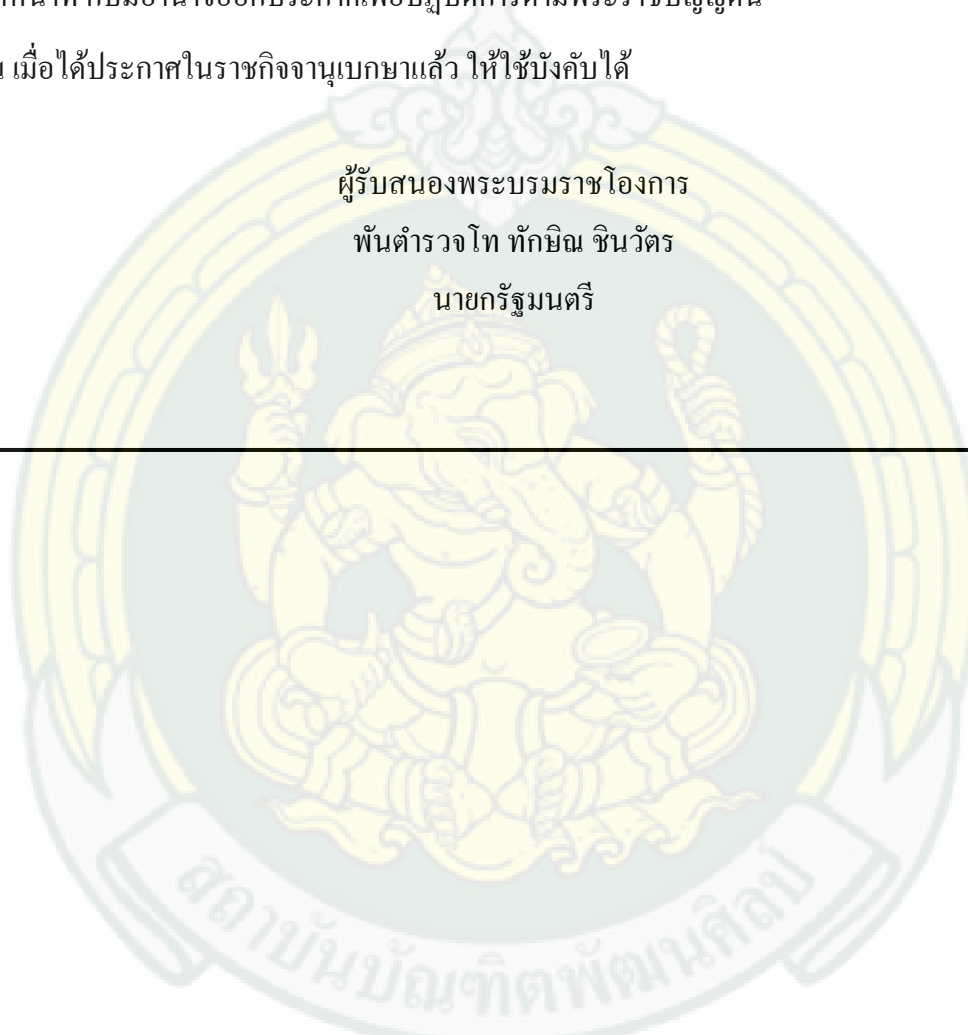 เมื่อได้ประกาศในราชกิจจานุเบกษาแล้ว ให้ใช้บังคับได้
ผู้รับสนองพระบรมราชโองการ
พันตำรวจโท ทักษิณ ชินวัตร
นายกรัฐมนตรี
สถาบันบัณฑิตพัฒนศิลป์